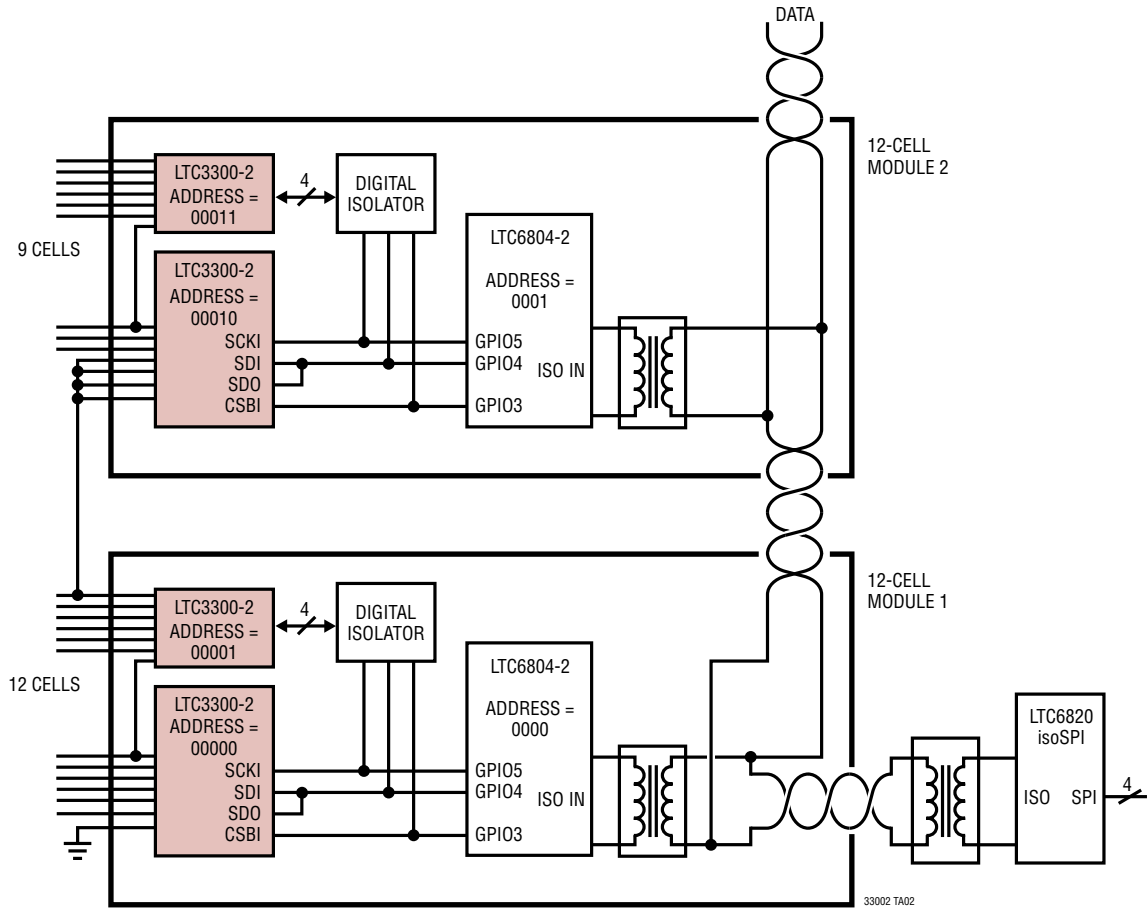 DATA
12-CELL
MODULE 2
LTC3300-2
ADDRESS =
00011
4
DIGITAL
ISOLATOR
9 CELLS
LTC3300-2
ADDRESS =
00010
SCKI
SDI
SDO
CSBI
LTC6804-2
ADDRESS =
0001
GPIO5
GPIO4
ISO IN
GPIO3
12-CELL
MODULE 1
LTC3300-2
ADDRESS =
00001
4
DIGITAL
ISOLATOR
12 CELLS
LTC3300-2
ADDRESS =
00000
SCKI
SDI
SDO
CSBI
LTC6804-2
ADDRESS =
0000
GPIO5
GPIO4
ISO IN
GPIO3
LTC6820
isoSPI
ISO SPI
4
33002 TA02